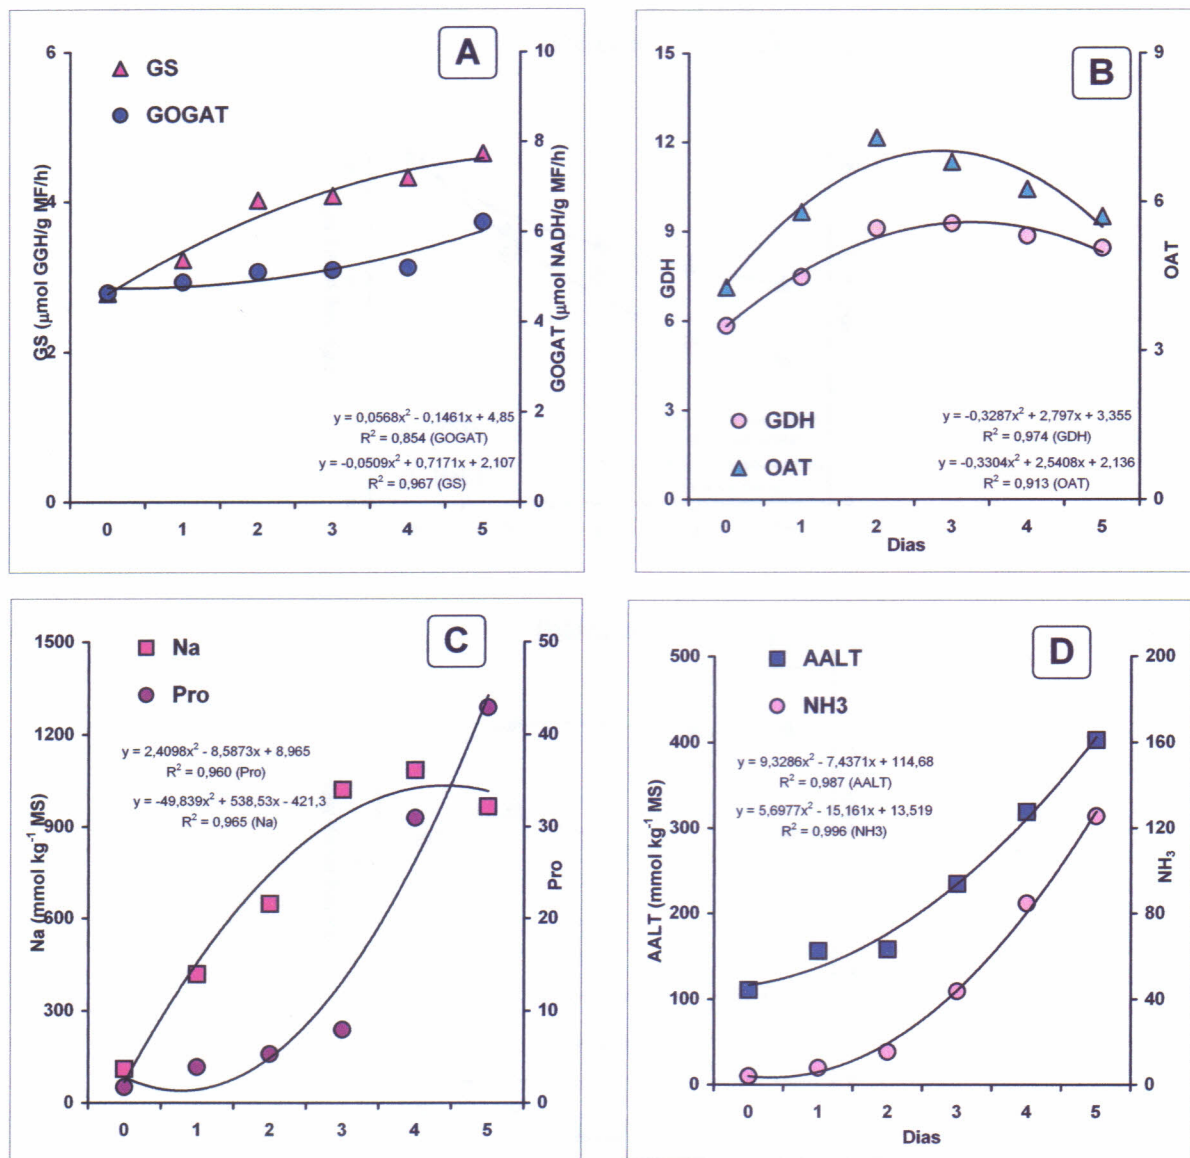 A
GS
GOGAT
6
4
2
0
GS (µmol GGH/g MF/h)
10
8
6
4
2
0
GOGAT (µmol NADH/g MF/h)
y = 0,0568x² - 0,1461x + 4,85
R² = 0,854 (GOGAT)
y = -0,0509x² + 0,7171x + 2,107
R² = 0,967 (GS)
0 1 2 3 4 5
B
15
12
9
6
3
0
GDH
9
6
3
0
OAT
GDH
OAT
y = -0,3287x² + 2,797x + 3,355
R² = 0,974 (GDH)
y = -0,3304x² + 2,5408x + 2,136
R² = 0,913 (OAT)
0 1 2 3 4 5
Dias
C
Na
Pro
1500
1200
900
600
300
0
Na (mmol kg⁻¹ MS)
50
40
30
20
10
0
Pro
y = 2,4098x² - 8,5873x + 8,965
R² = 0,960 (Pro)
y = -49,839x² + 538,53x - 421,3
R² = 0,965 (Na)
0 1 2 3 4 5
D
AALT
NH3
500
400
300
200
100
0
AALT (mmol kg⁻¹ MS)
200
160
120
80
40
0
NH₃
y = 9,3286x² - 7,4371x + 114,68
R² = 0,987 (AALT)
y = 5,6977x² - 15,161x + 13,519
R² = 0,996 (NH3)
0 1 2 3 4 5
Dias